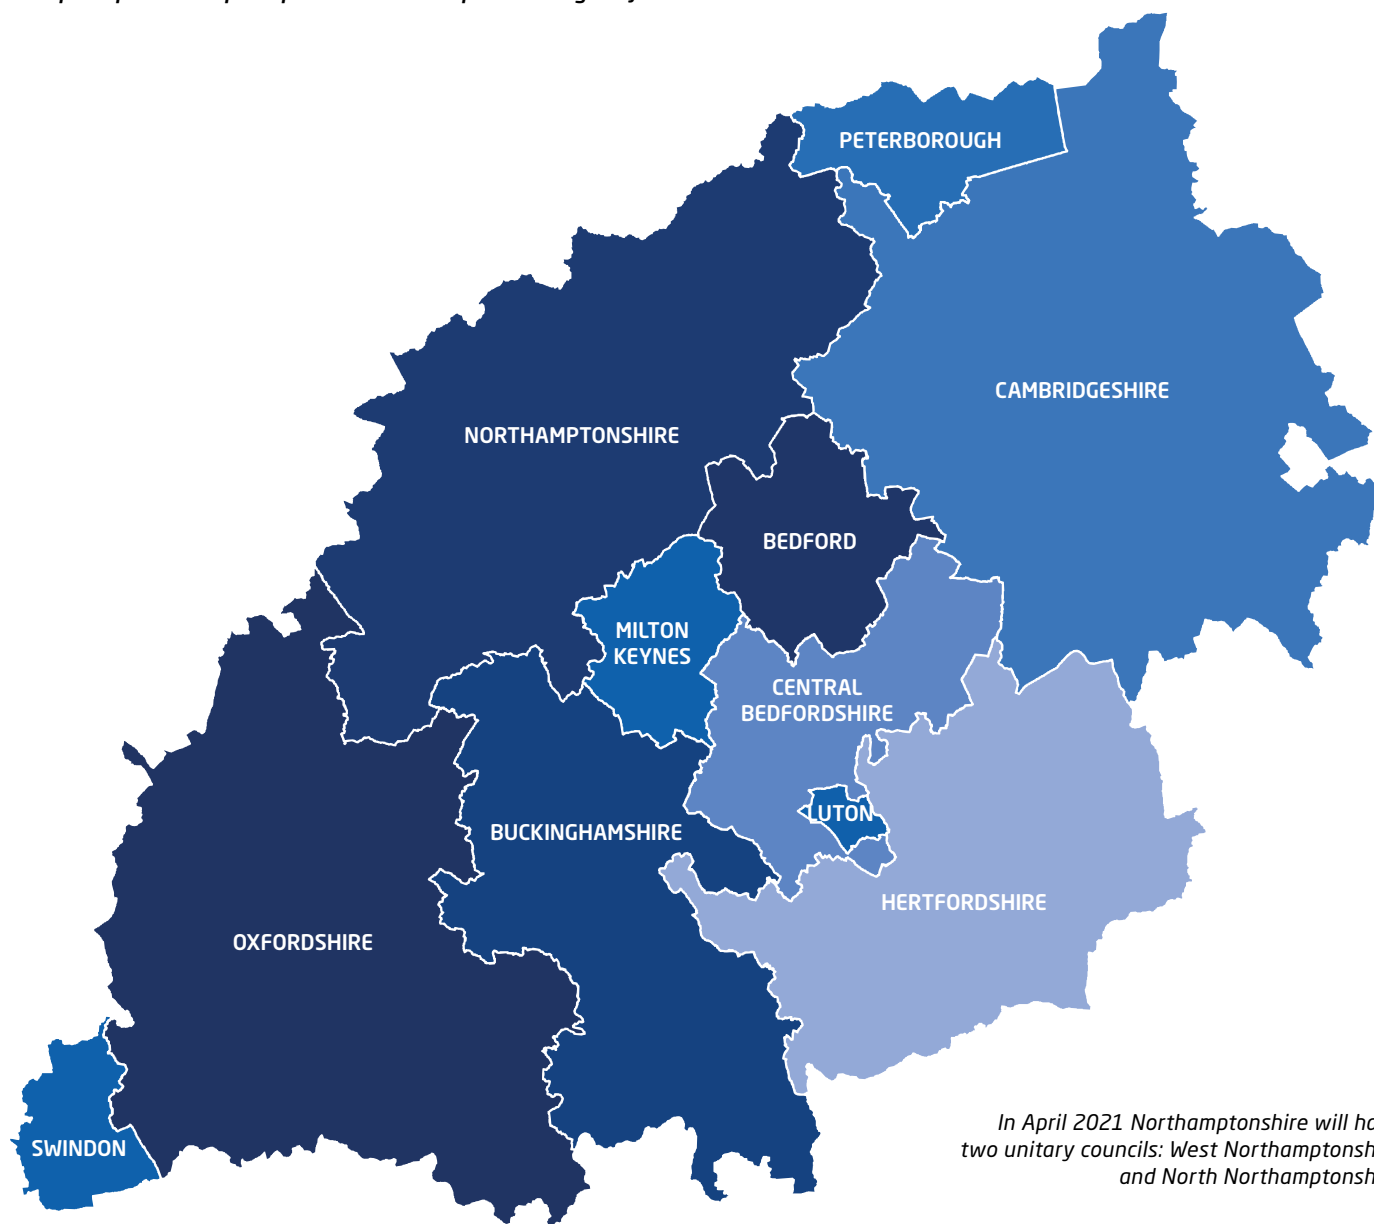 PETERBOROUGH
CAMBRIDGESHIRE
NORTHAMPTONSHIRE
BEDFORD
MILTON
KEYNES
CENTRAL
BEDFORDSHIRE
LUTON
BUCKINGHAMSHIRE
HERTFORDSHIRE
OXFORDSHIRE
SWINDON
In April 2021 Northamptonshire will
two unitary councils: West
and North